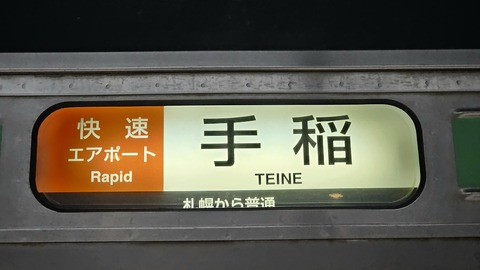 快速
エアポート
Rapid
手稲
TEINE
札幌から普通